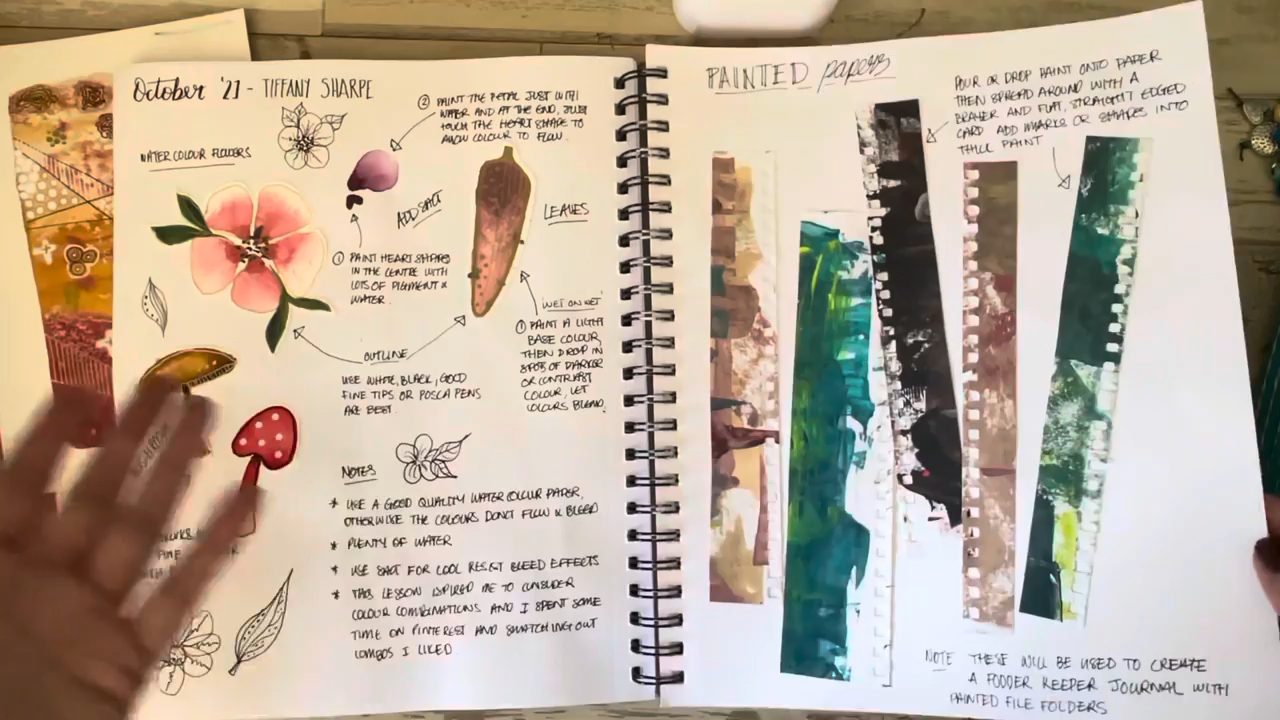 October '21 - TIFFANY SHARPE
WATERCOLOUR FLOWERS
② PAINT THE PETAL JUST WITH
WATER AND AT THE END, JUST
TOUCH THE HEART SHAPE TO
ALLOW COLOUR TO FLOW.
ADD SALT
LEAVES
① PAINT HEART SHAPES
IN THE CENTRE WITH
LOTS OF PIGMENT &
WATER.
"WET ON WET"
① PAINT A LIGHT
BASE COLOUR,
THEN DROP IN
SPOTS OF DARKER
OR CONTRAST
COLOUR, LET
COLOURS BLEND.
OUTLINE
USE WHITE, BLACK, GOLD
FINE TIPS OR POSCA PENS
ARE BEST.
NOTES
* USE A GOOD QUALITY WATERCOLOUR PAPER,
OTHERWISE THE COLOURS DON'T FLOW & BLEED
* PLENTY OF WATER
* USE SALT FOR COOL RESIST BLEED EFFECTS
* THIS LESSON ISPIRED ME TO CONSIDER
COLOUR COMBINATIONS AND I SPENT SOME
TIME ON PINTEREST AND SWATCHING OUT
COMBOS I LIKED
PAINTED papers
POUR OR DROP PAINT ONTO PAPER
THEN SPREAD AROUND WITH A
BRAYER AND FLAT, STRAIGHT EDGED
CARD ADD MARKS OR SHAPES INTO
THICK PAINT
NOTE THESE WILL BE USED TO CREATE
A FODDER KEEPER JOURNAL WITH
PAINTED FILE FOLDERS